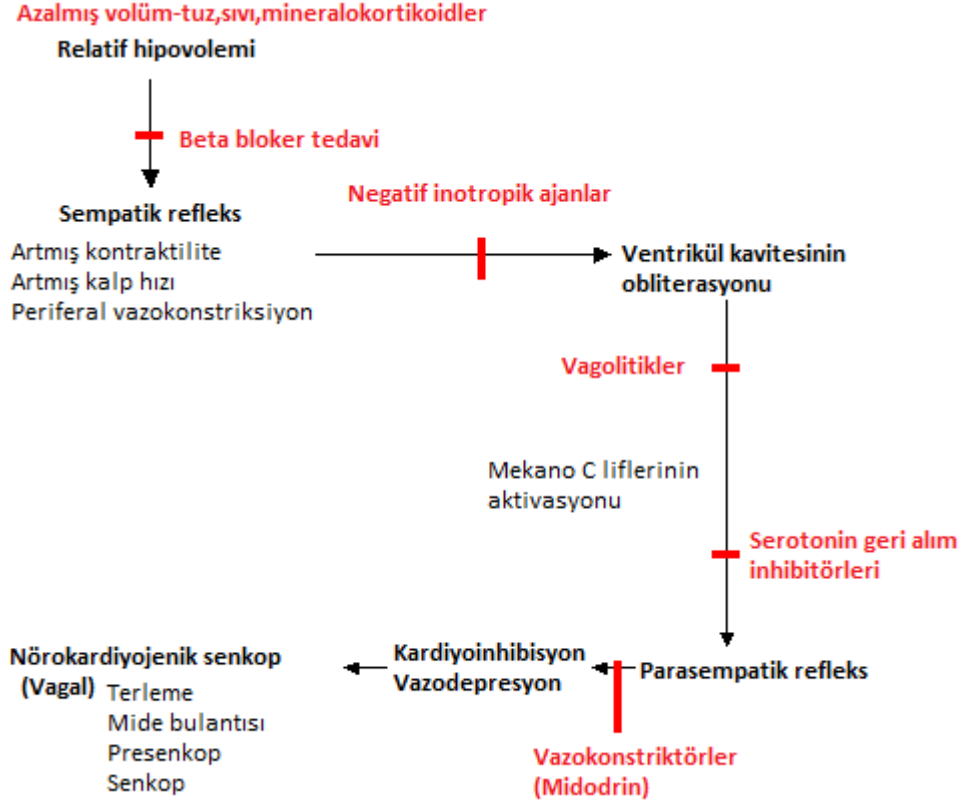 Azalmış volüm-tuz,sıvı,mineralokortikoidler
Relatif hipovolemi
Beta bloker tedavi
Negatif inotropik ajanlar
Sempatik refleks
Artmış kontraktilite
Artmış kalp hızı
Periferal vazokonstriksiyon
Ventrikül kavitesinin
obliterasyonu
Vagolitikler
Mekano C liflerinin
aktivasyonu
Serotonin geri alım
inhibitörleri
Parasempatik refleks
Kardiyoinhibisyon
Vazodepresyon
Vazokonstriktörler
(Midodrin)
Nörokardiyojenik senkop
(Vagal)
Terleme
Mide bulantısı
Presenkop
Senkop